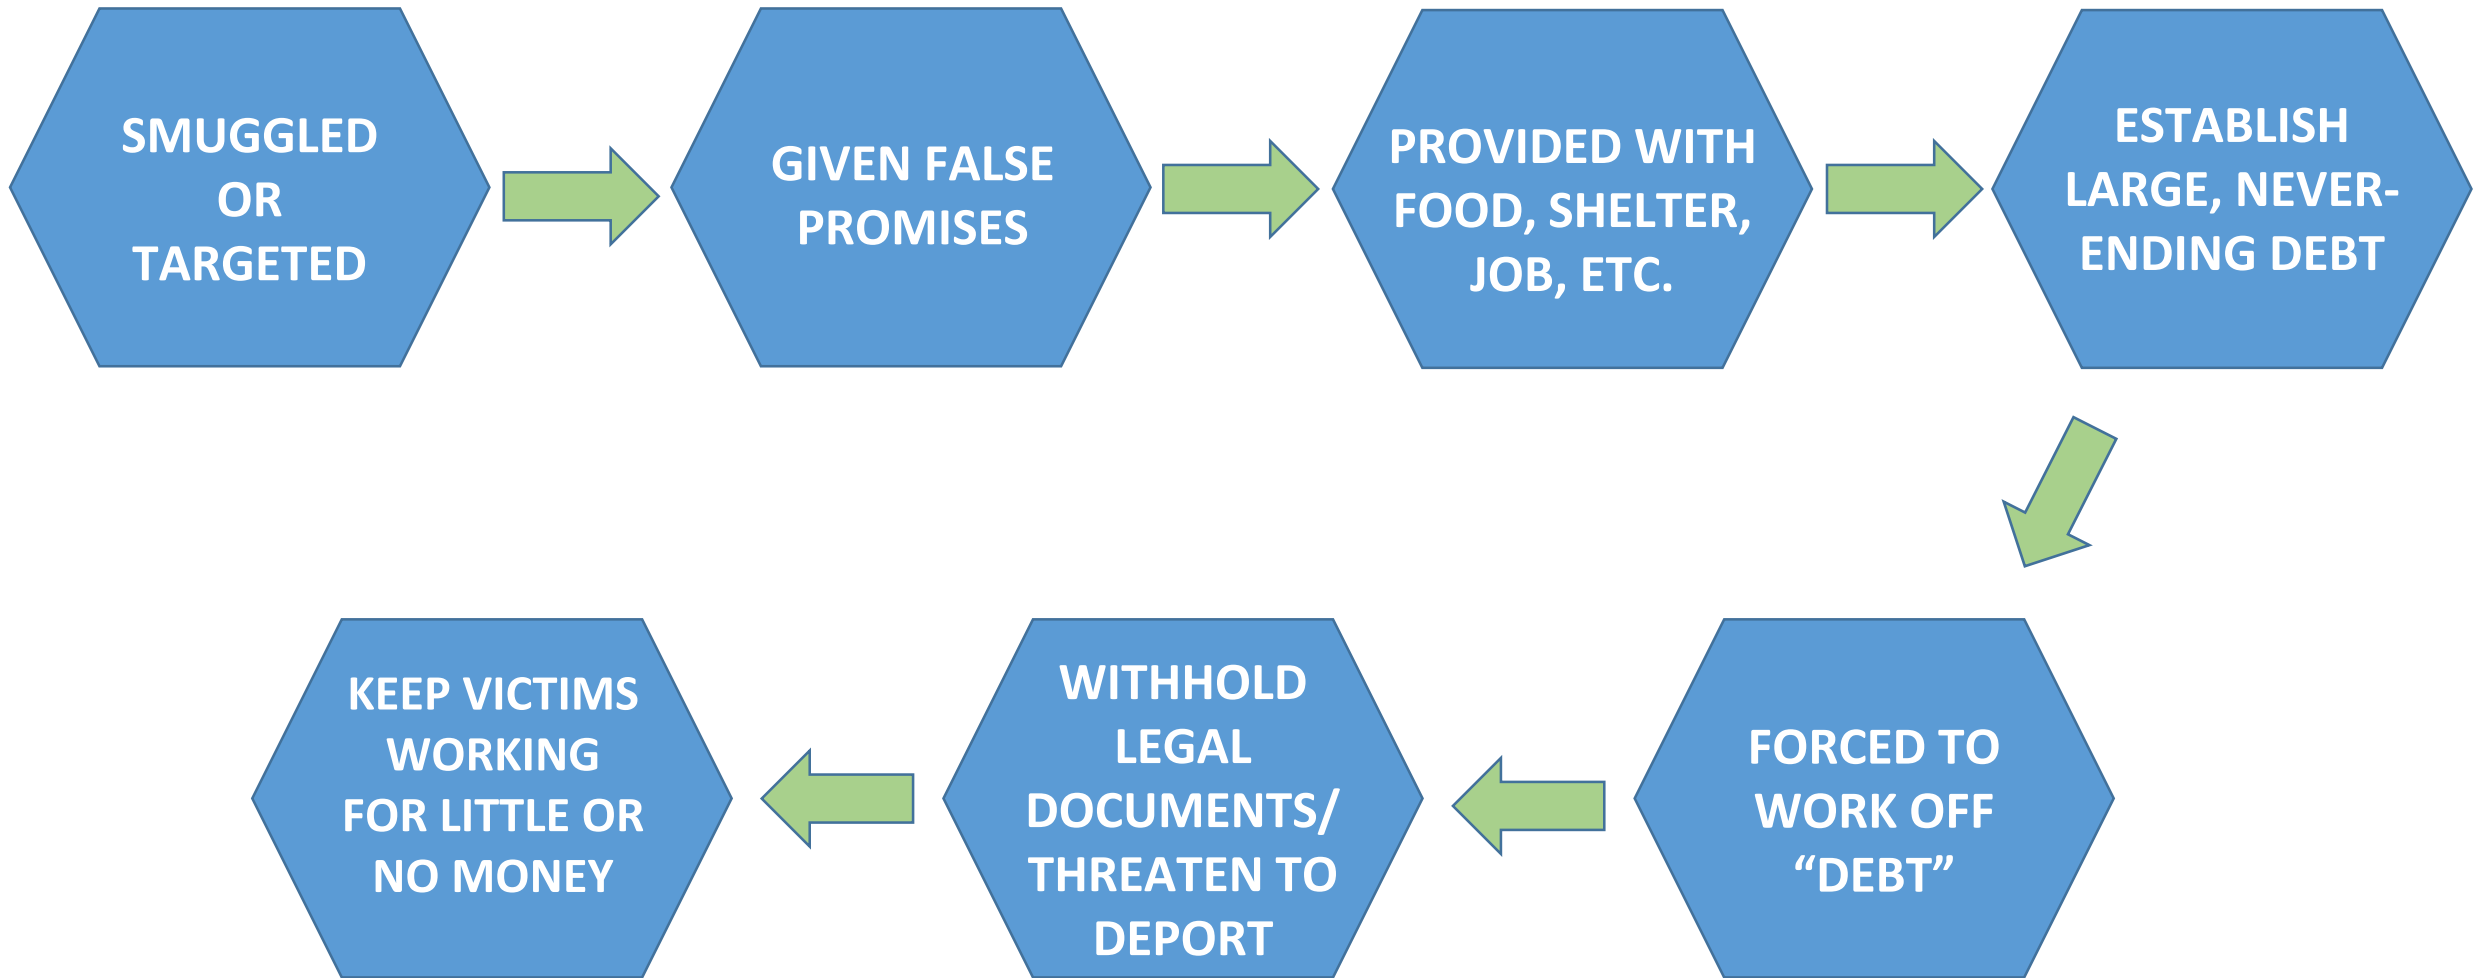 SMUGGLED
OR
TARGETED
GIVEN FALSE
PROMISES
PROVIDED WITH
FOOD, SHELTER,
JOB, ETC.
ESTABLISH
LARGE, NEVER-
ENDING DEBT
FORCED TO
WORK OFF
“DEBT”
WITHHOLD
LEGAL
DOCUMENTS/
THREATEN TO
DEPORT
KEEP VICTIMS
WORKING
FOR LITTLE OR
NO MONEY